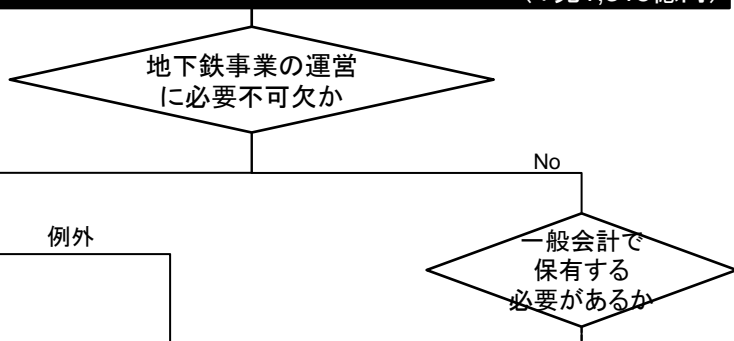 地下鉄事業の運営
に必要不可欠か
No
例外
一般会計で
保有する
必要があるか